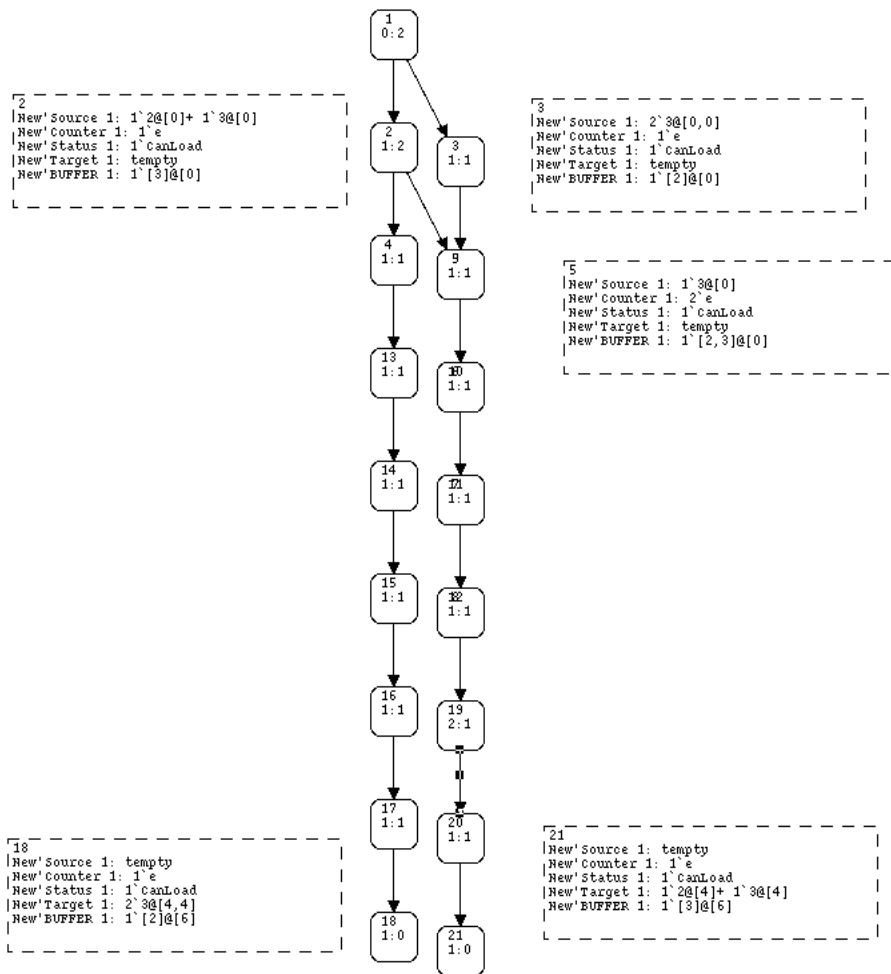 1
0:2
2
New'Source 1: 1`2@[0]+ 1`3@[0]
New'Counter 1: 1`e
New'Status 1: 1`CanLoad
New'Target 1: tempty
New'BUFFER 1: 1`[3]@[0]
3
New'Source 1: 2`3@[0,0]
New'Counter 1: 1`e
New'Status 1: 1`CanLoad
New'Target 1: tempty
New'BUFFER 1: 1`[2]@[0]
2
1:2
3
1:1
4
1:1
9
1:1
5
New'Source 1: 1`3@[0]
New'Counter 1: 2`e
New'Status 1: 1`CanLoad
New'Target 1: tempty
New'BUFFER 1: 1`[2,3]@[0]
13
1:1
1:1
14
1:1
1:1
15
1:1
1:1
16
1:1
19
2:1
17
1:1
20
1:1
18
New'Source 1: tempty
New'Counter 1: 1`e
New'Status 1: 1`CanLoad
New'Target 1: 2`3@[4,4]
New'BUFFER 1: 1`[2]@[6]
21
New'Source 1: tempty
New'Counter 1: 1`e
New'Status 1: 1`CanLoad
New'Target 1: 1`2@[4]+ 1`3@[4]
New'BUFFER 1: 1`[3]@[6]
18
1:0
21
1:0